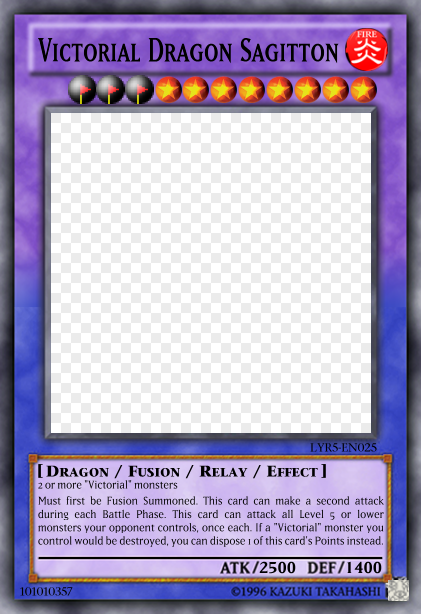 Victorial Dragon Sagitton
FIRE
炎
LYR5-EN025
[ Dragon / Fusion / Relay / Effect ]
2 or more "Victorial" monsters
Must first be Fusion Summoned. This card can make a second attack
during each Battle Phase. This card can attack all Level 5 or lower
monsters your opponent controls, once each. If a "Victorial" monster you
control would be destroyed, you can dispose 1 of this card's Points instead.
ATK/2500 DEF/1400
101010357
©1996 KAZUKI TAKAHASHI